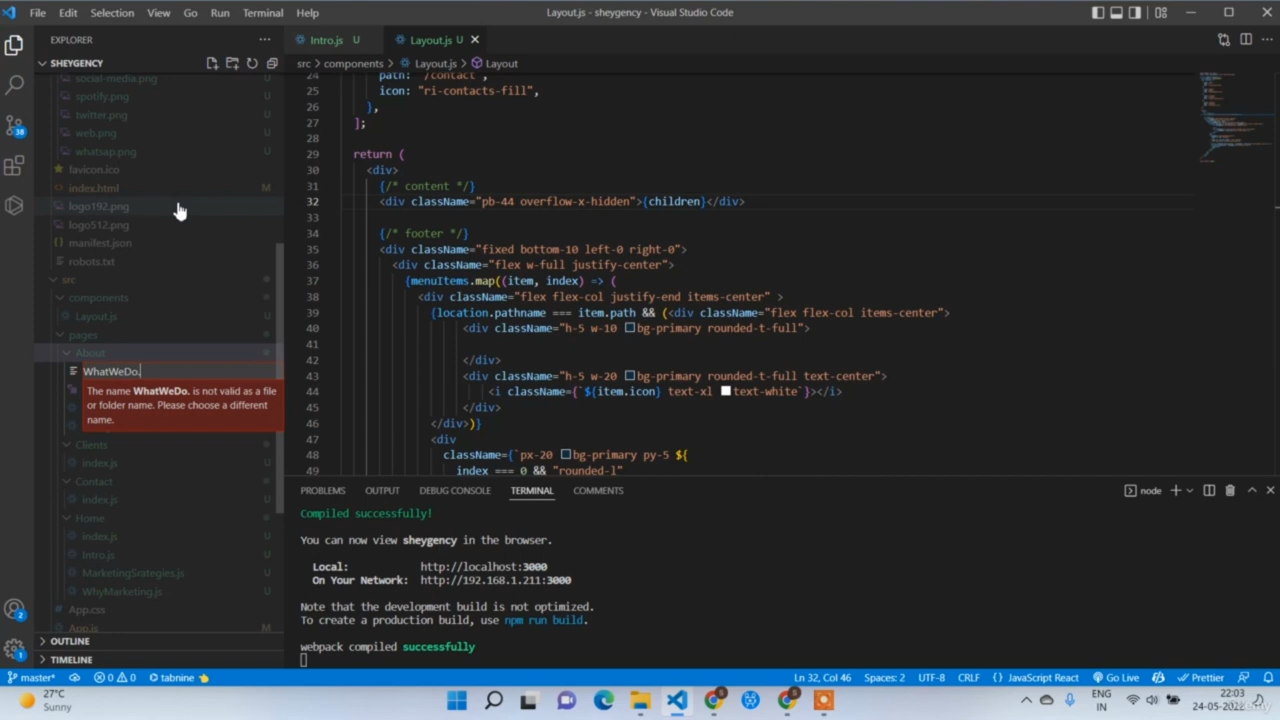 File Edit Selection View Go Run Terminal Help
Layout.js - sheygency - Visual Studio Code
EXPLORER
SHEYGENCY
social-media.png U
spotify.png U
twitter.png U
web.png U
whatsap.png U
favicon.ico
index.html M
logo192.png
logo512.png
manifest.json
robots.txt
src
components
Layout.js U
pages
About
WhatWeDo.
The name WhatWeDo. is not valid as a file
or folder name. Please choose a different
name.
Clients
index.js U
Contact
index.js U
Home
index.js U
Intro.js U
MarketingSrategies.js U
WhyMarketing.js U
App.css
App.js M
OUTLINE
TIMELINE
Intro.js U
Layout.js U
src > components > Layout.js > Layout
24 path: "/contact",
25 icon: "ri-contacts-fill",
26 },
27 ];
28
29 return (
30 <div>
31 {/* content */}
32 <div className="pb-44 overflow-x-hidden">{children}</div>
33
34 {/* footer */}
35 <div className="fixed bottom-10 left-0 right-0">
36 <div className="flex w-full justify-center">
37 {menuItems.map((item, index) => (
38 <div className="flex flex-col justify-end items-center" >
39 {location.pathname === item.path && (<div className="flex flex-col items-center">
40 <div className="h-5 w-10 bg-primary rounded-t-full">
41
42 </div>
43 <div className="h-5 w-20 bg-primary rounded-t-full text-center">
44 <i className={`${item.icon} text-xl text-white`}></i>
45 </div>
46 </div>)}
47 <div
48 className={`px-20 bg-primary py-5 ${
49 index === 0 && "rounded-l"
PROBLEMS OUTPUT DEBUG CONSOLE TERMINAL COMMENTS
node
Compiled successfully!
You can now view sheygency in the browser.
Local: http://localhost:3000
On Your Network: http://192.168.1.211:3000
Note that the development build is not optimized.
To create a production build, use npm run build.
webpack compiled successfully
master* 0 0 tabnine
Ln 32, Col 46 Spaces: 2 UTF-8 CRLF {} JavaScript React Go Live Prettier
27°C
Sunny
ENG
IN
22:03
24-05-2022